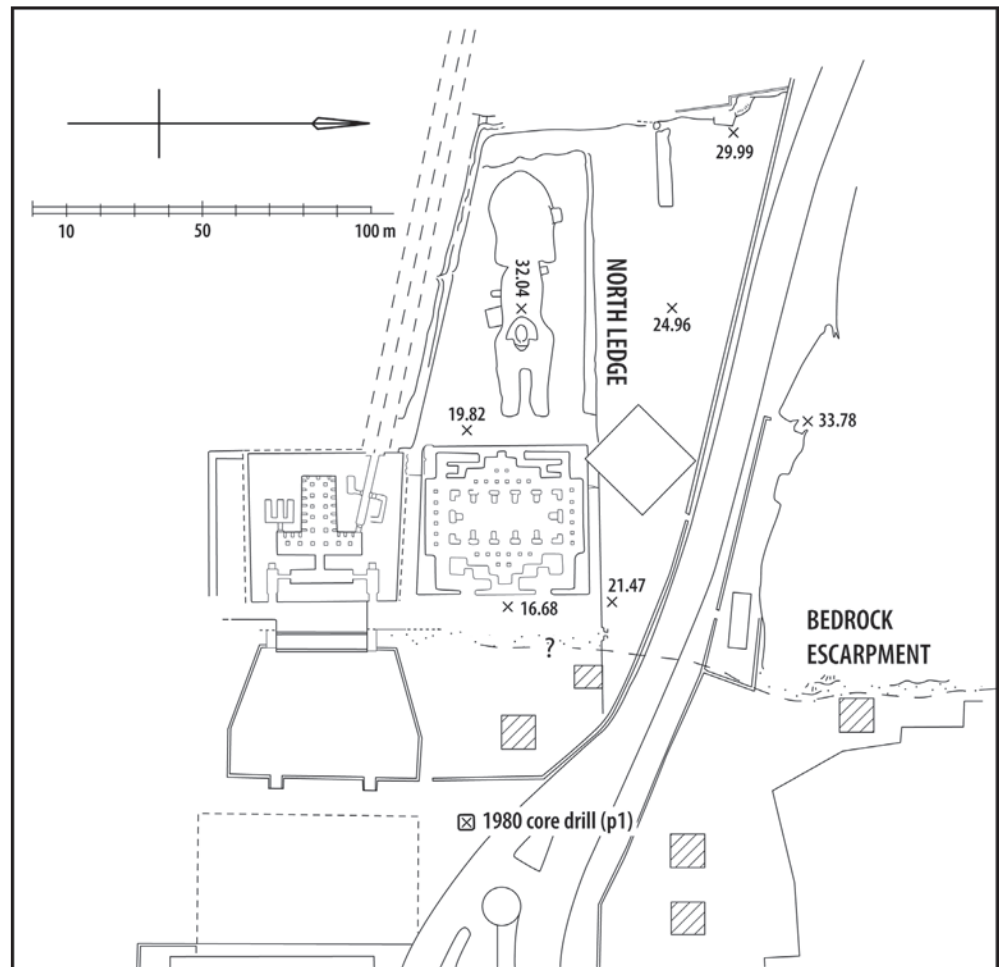 29.99
10 50 100 m
32.04
NORTH LEDGE
24.96
19.82
33.78
21.47
16.68
?
BEDROCK
ESCARPMENT
1980 core drill (p1)